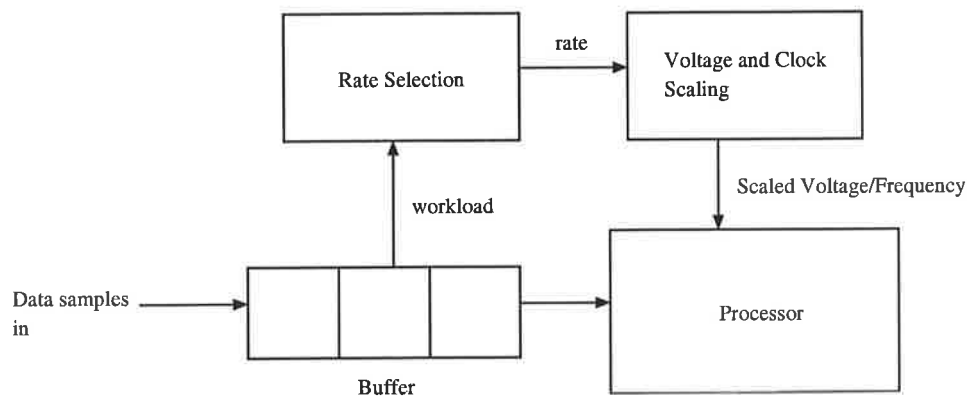 rate
Rate Selection
Voltage and Clock
Scaling
workload
Scaled Voltage/Frequency
Data samples
in
Processor
Buffer